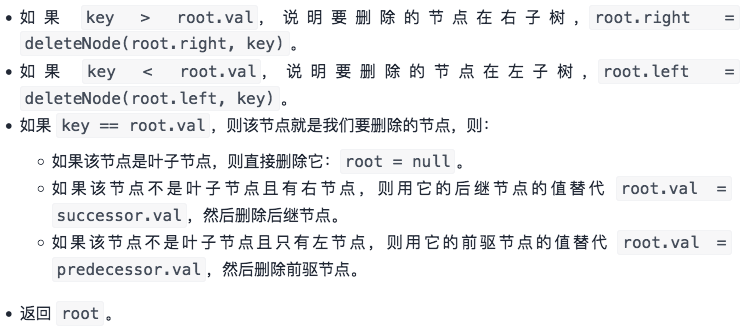 • 如果 key > root.val，说明要删除的节点在右子树，root.right =
deleteNode(root.right, key)。
• 如果 key < root.val，说明要删除的节点在左子树，root.left =
deleteNode(root.left, key)。
• 如果 key == root.val，则该节点就是我们要删除的节点，则：
◦ 如果该节点是叶子节点，则直接删除它：root = null。
◦ 如果该节点不是叶子节点且有右节点，则用它的后继节点的值替代 root.val =
successor.val，然后删除后继节点。
◦ 如果该节点不是叶子节点且只有左节点，则用它的前驱节点的值替代 root.val =
predecessor.val，然后删除前驱节点。
• 返回 root。